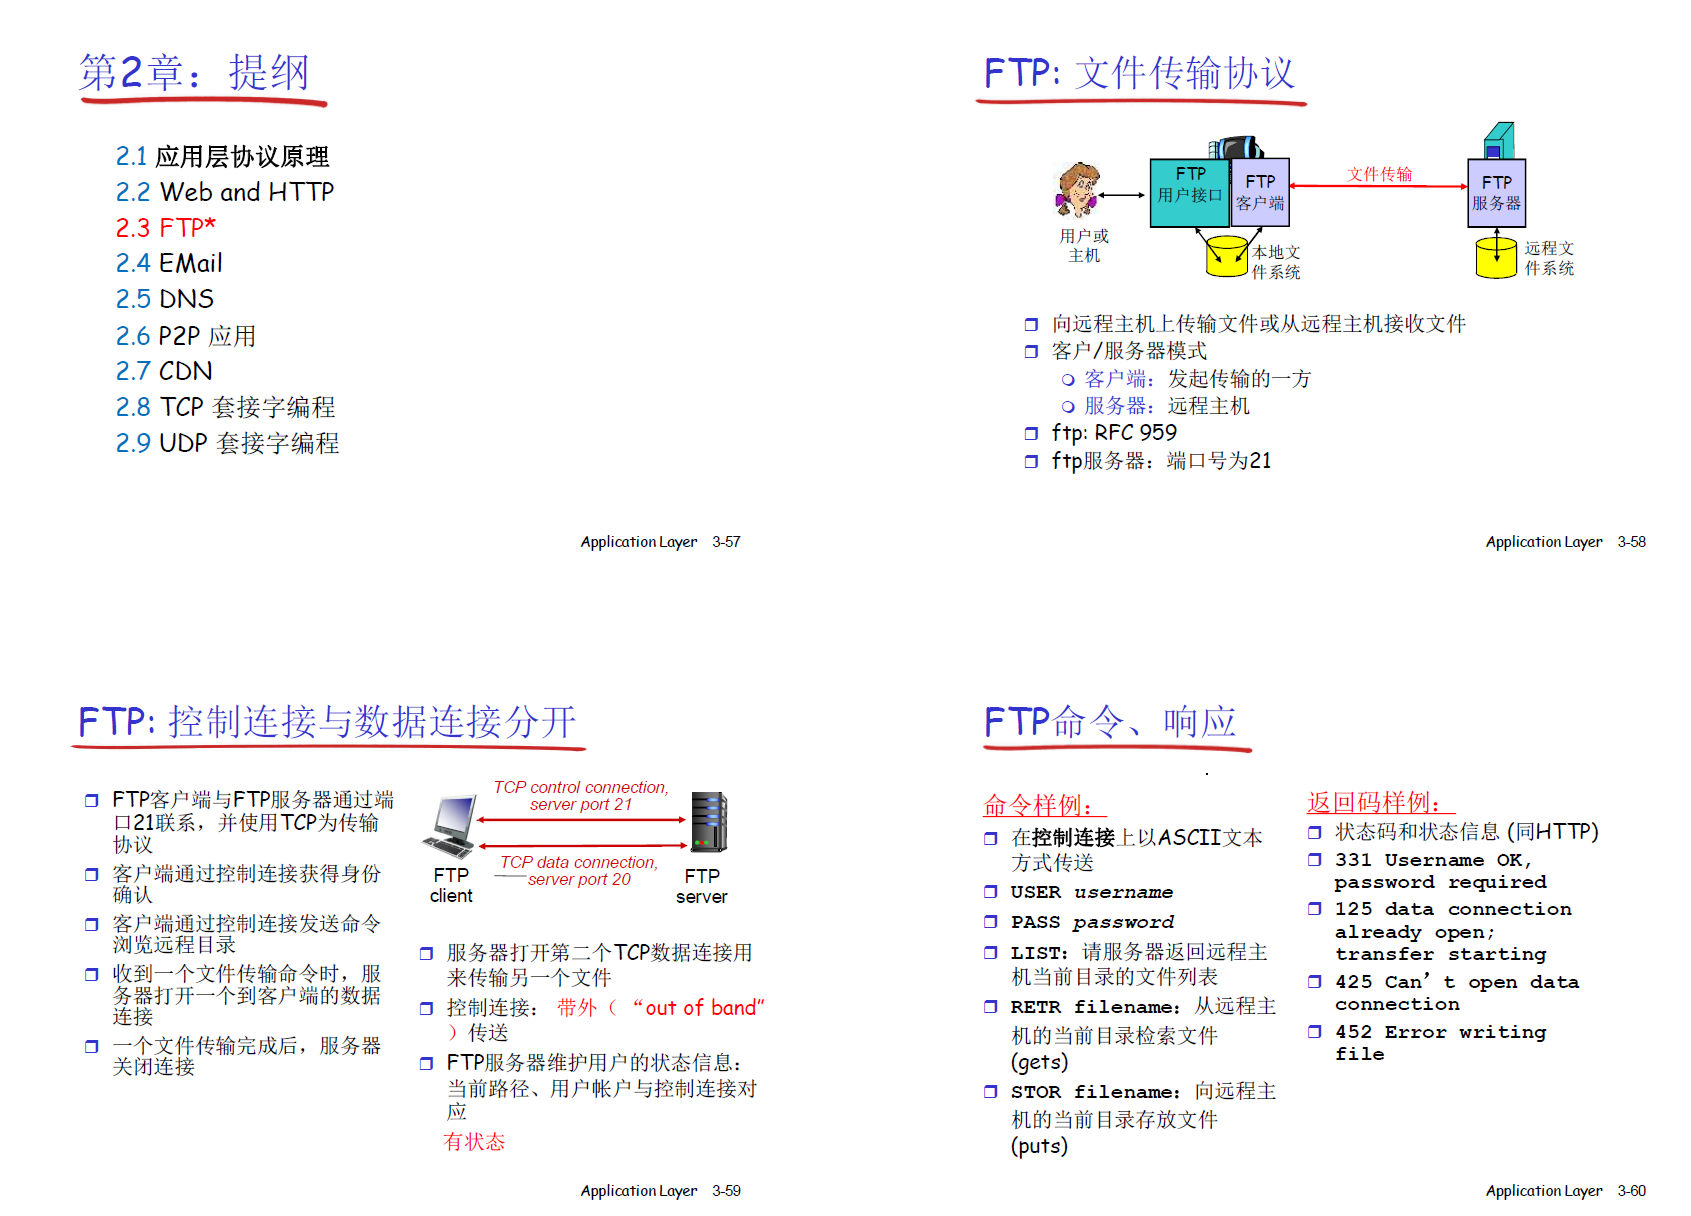 第2章：提纲
2.1 应用层协议原理
2.2 Web and HTTP
2.3 FTP*
2.4 EMail
2.5 DNS
2.6 P2P 应用
2.7 CDN
2.8 TCP 套接字编程
2.9 UDP 套接字编程
Application Layer 3-57
FTP: 文件传输协议
FTP
用户接口
FTP
客户端
文件传输
FTP
服务器
用户或
主机
本地文
件系统
远程文
件系统
向远程主机上传输文件或从远程主机接收文件
客户/服务器模式
客户端：发起传输的一方
服务器：远程主机
ftp: RFC 959
ftp服务器：端口号为21
Application Layer 3-58
FTP: 控制连接与数据连接分开
FTP客户端与FTP服务器通过端
口21联系，并使用TCP为传输
协议
客户端通过控制连接获得身份
确认
客户端通过控制连接发送命令
浏览远程目录
收到一个文件传输命令时，服
务器打开一个到客户端的数据
连接
一个文件传输完成后，服务器
关闭连接
TCP control connection,
server port 21
TCP data connection,
server port 20
FTP
client
FTP
server
服务器打开第二个TCP数据连接用
来传输另一个文件
控制连接： 带外（ “out of band”
）传送
FTP服务器维护用户的状态信息：
当前路径、用户帐户与控制连接对
应
有状态
Application Layer 3-59
FTP命令、响应
命令样例：
在控制连接上以ASCII文本
方式传送
USER username
PASS password
LIST：请服务器返回远程主
机当前目录的文件列表
RETR filename：从远程主
机的当前目录检索文件
(gets)
STOR filename：向远程主
机的当前目录存放文件
(puts)
返回码样例：
状态码和状态信息 (同HTTP)
331 Username OK,
password required
125 data connection
already open;
transfer starting
425 Can’t open data
connection
452 Error writing
file
Application Layer 3-60